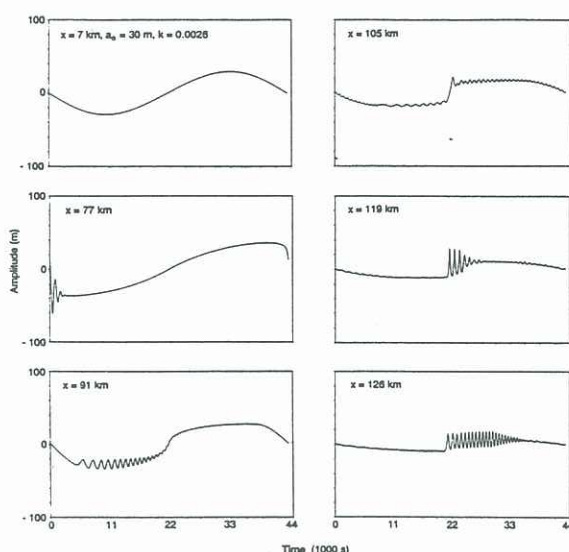 100
x = 7 km, a₀ = 30 m, k = 0.0026
x = 105 km
0
- 100
100
x = 77 km
x = 119 km
Amplitude (m)
0
- 100
100
x = 91 km
x = 126 km
0
- 100
0 11 22 33 44
0 11 22 33 44
Time (1000 s)